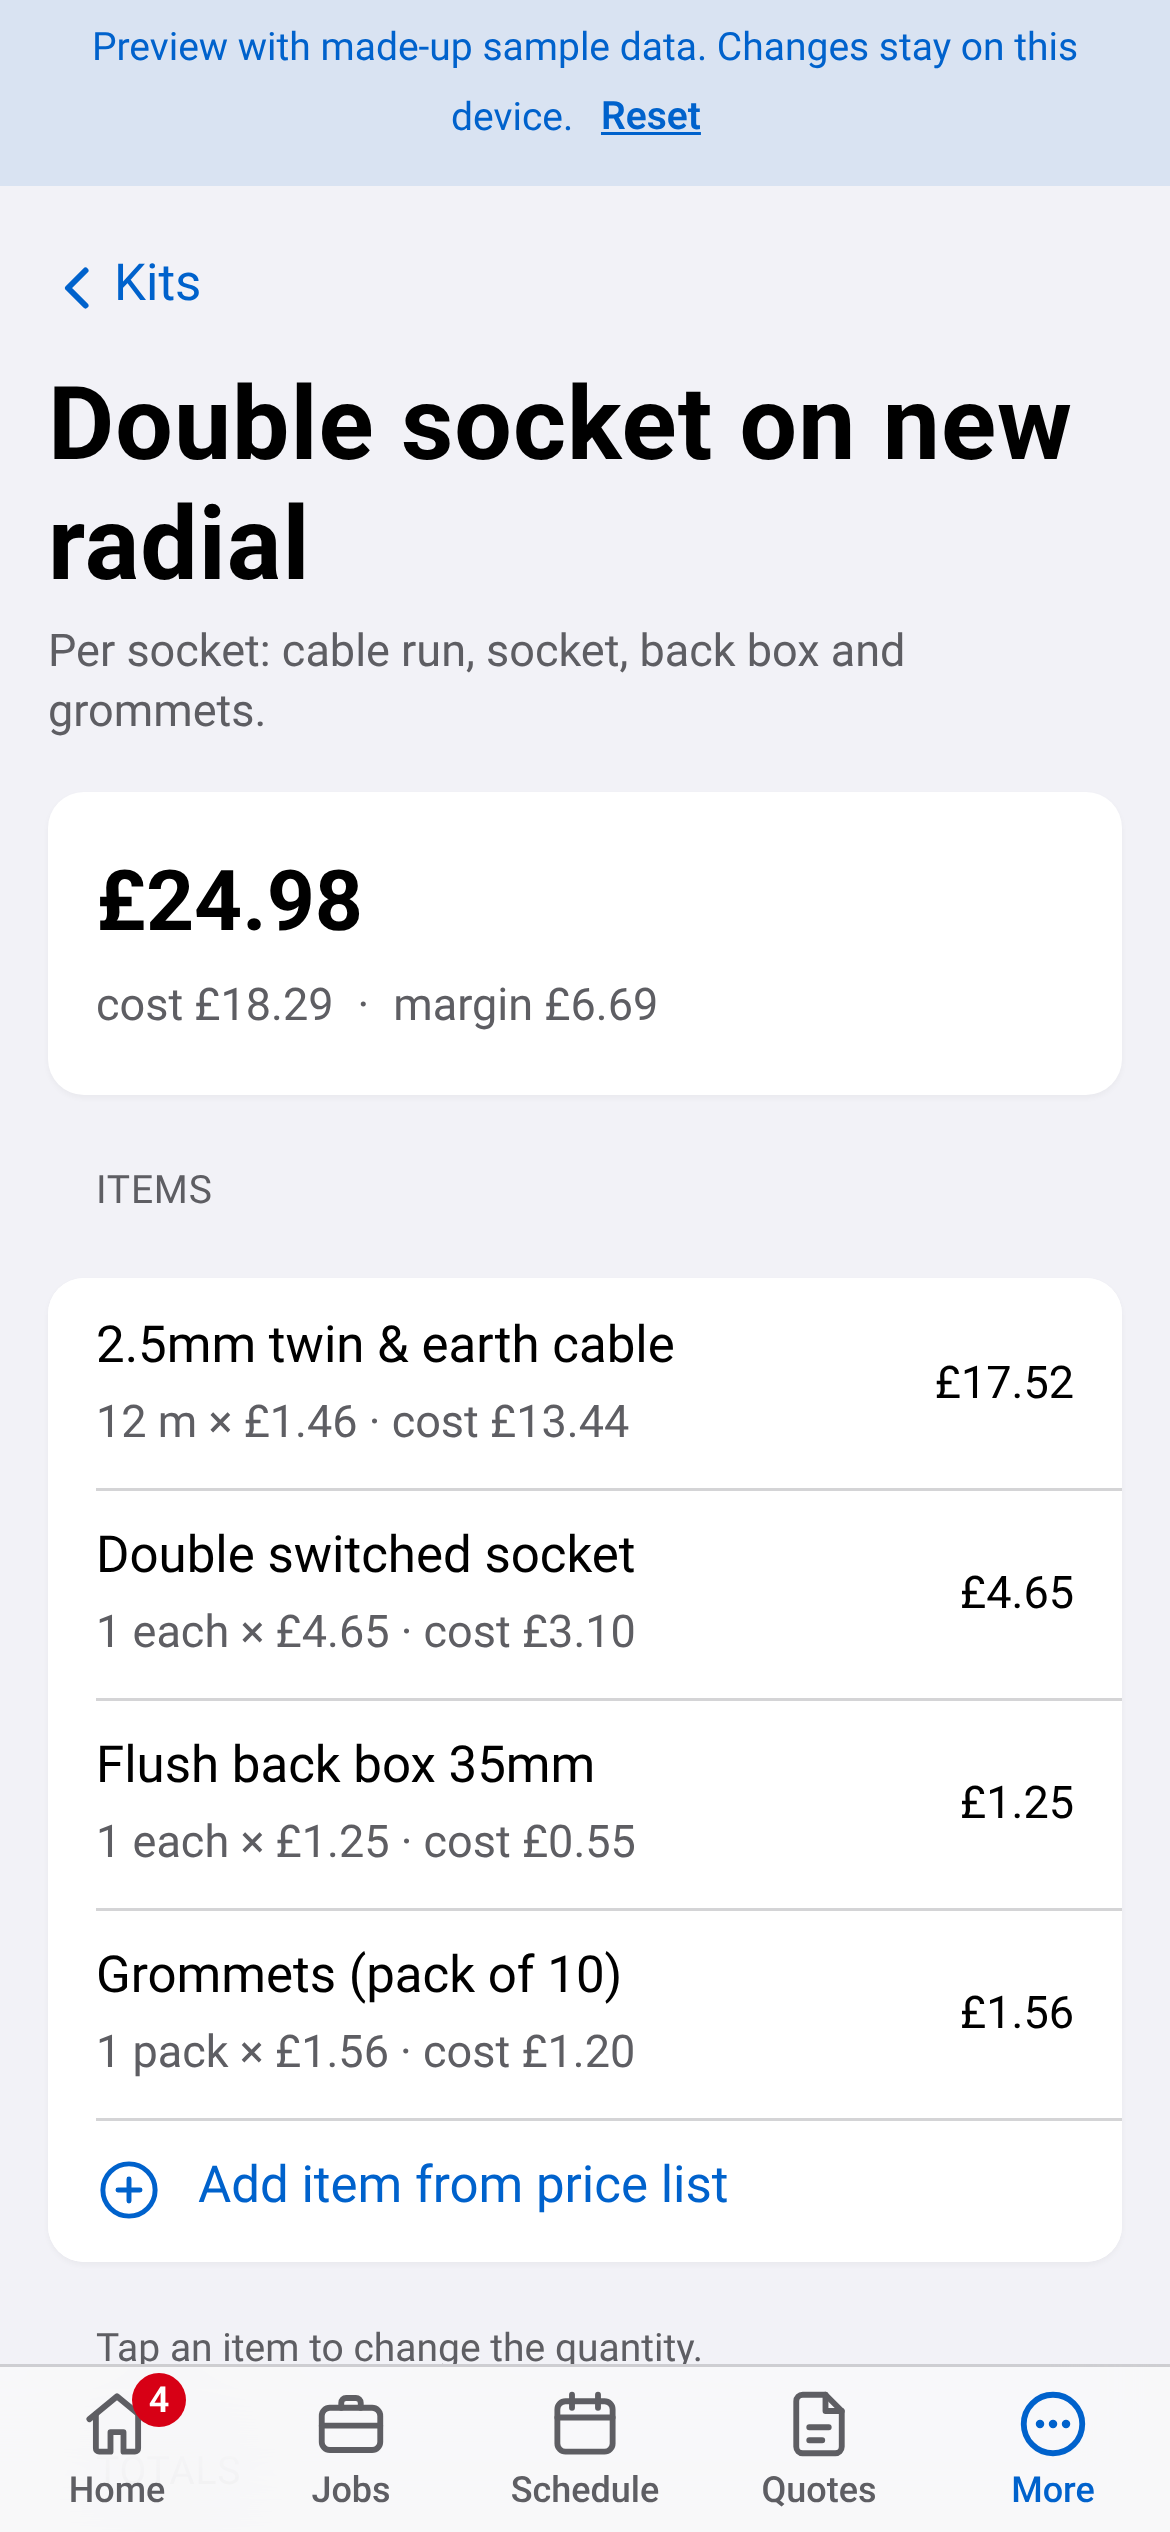 Preview with made-up sample data. Changes stay on this
device. Reset
Kits
Double socket on new
radial
Per socket: cable run, socket, back box and
grommets.
£24.98
cost £18.29 · margin £6.69
ITEMS
2.5mm twin & earth cable
£17.52
12 m × £1.46 · cost £13.44
Double switched socket
£4.65
1 each × £4.65 · cost £3.10
Flush back box 35mm
£1.25
1 each × £1.25 · cost £0.55
Grommets (pack of 10)
£1.56
1 pack × £1.56 · cost £1.20
Add item from price list
Tap an item to change the quantity.
4
TOTALS
Home
Jobs
Schedule
Quotes
More